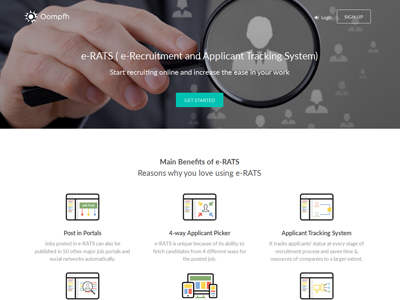 Oompfh
Login
SIGN UP
e-RATS ( e-Recruitment and Applicant Tracking System)
Start recruiting online and increase the ease in your work
GET STARTED
Main Benefits of e-RATS
Reasons why you love using e-RATS
Post in Portals
Jobs posted in e-RATS can also be
published in 50 other major job portals and
social networks automatically.
4-way Applicant Picker
e-RATS is unique because of its ability to
fetch candidates from 4 different ways for
the posted job.
Applicant Tracking System
It tracks applicants' status at every stage of
recruitment process and saves time &
resources of companies to a larger extent.